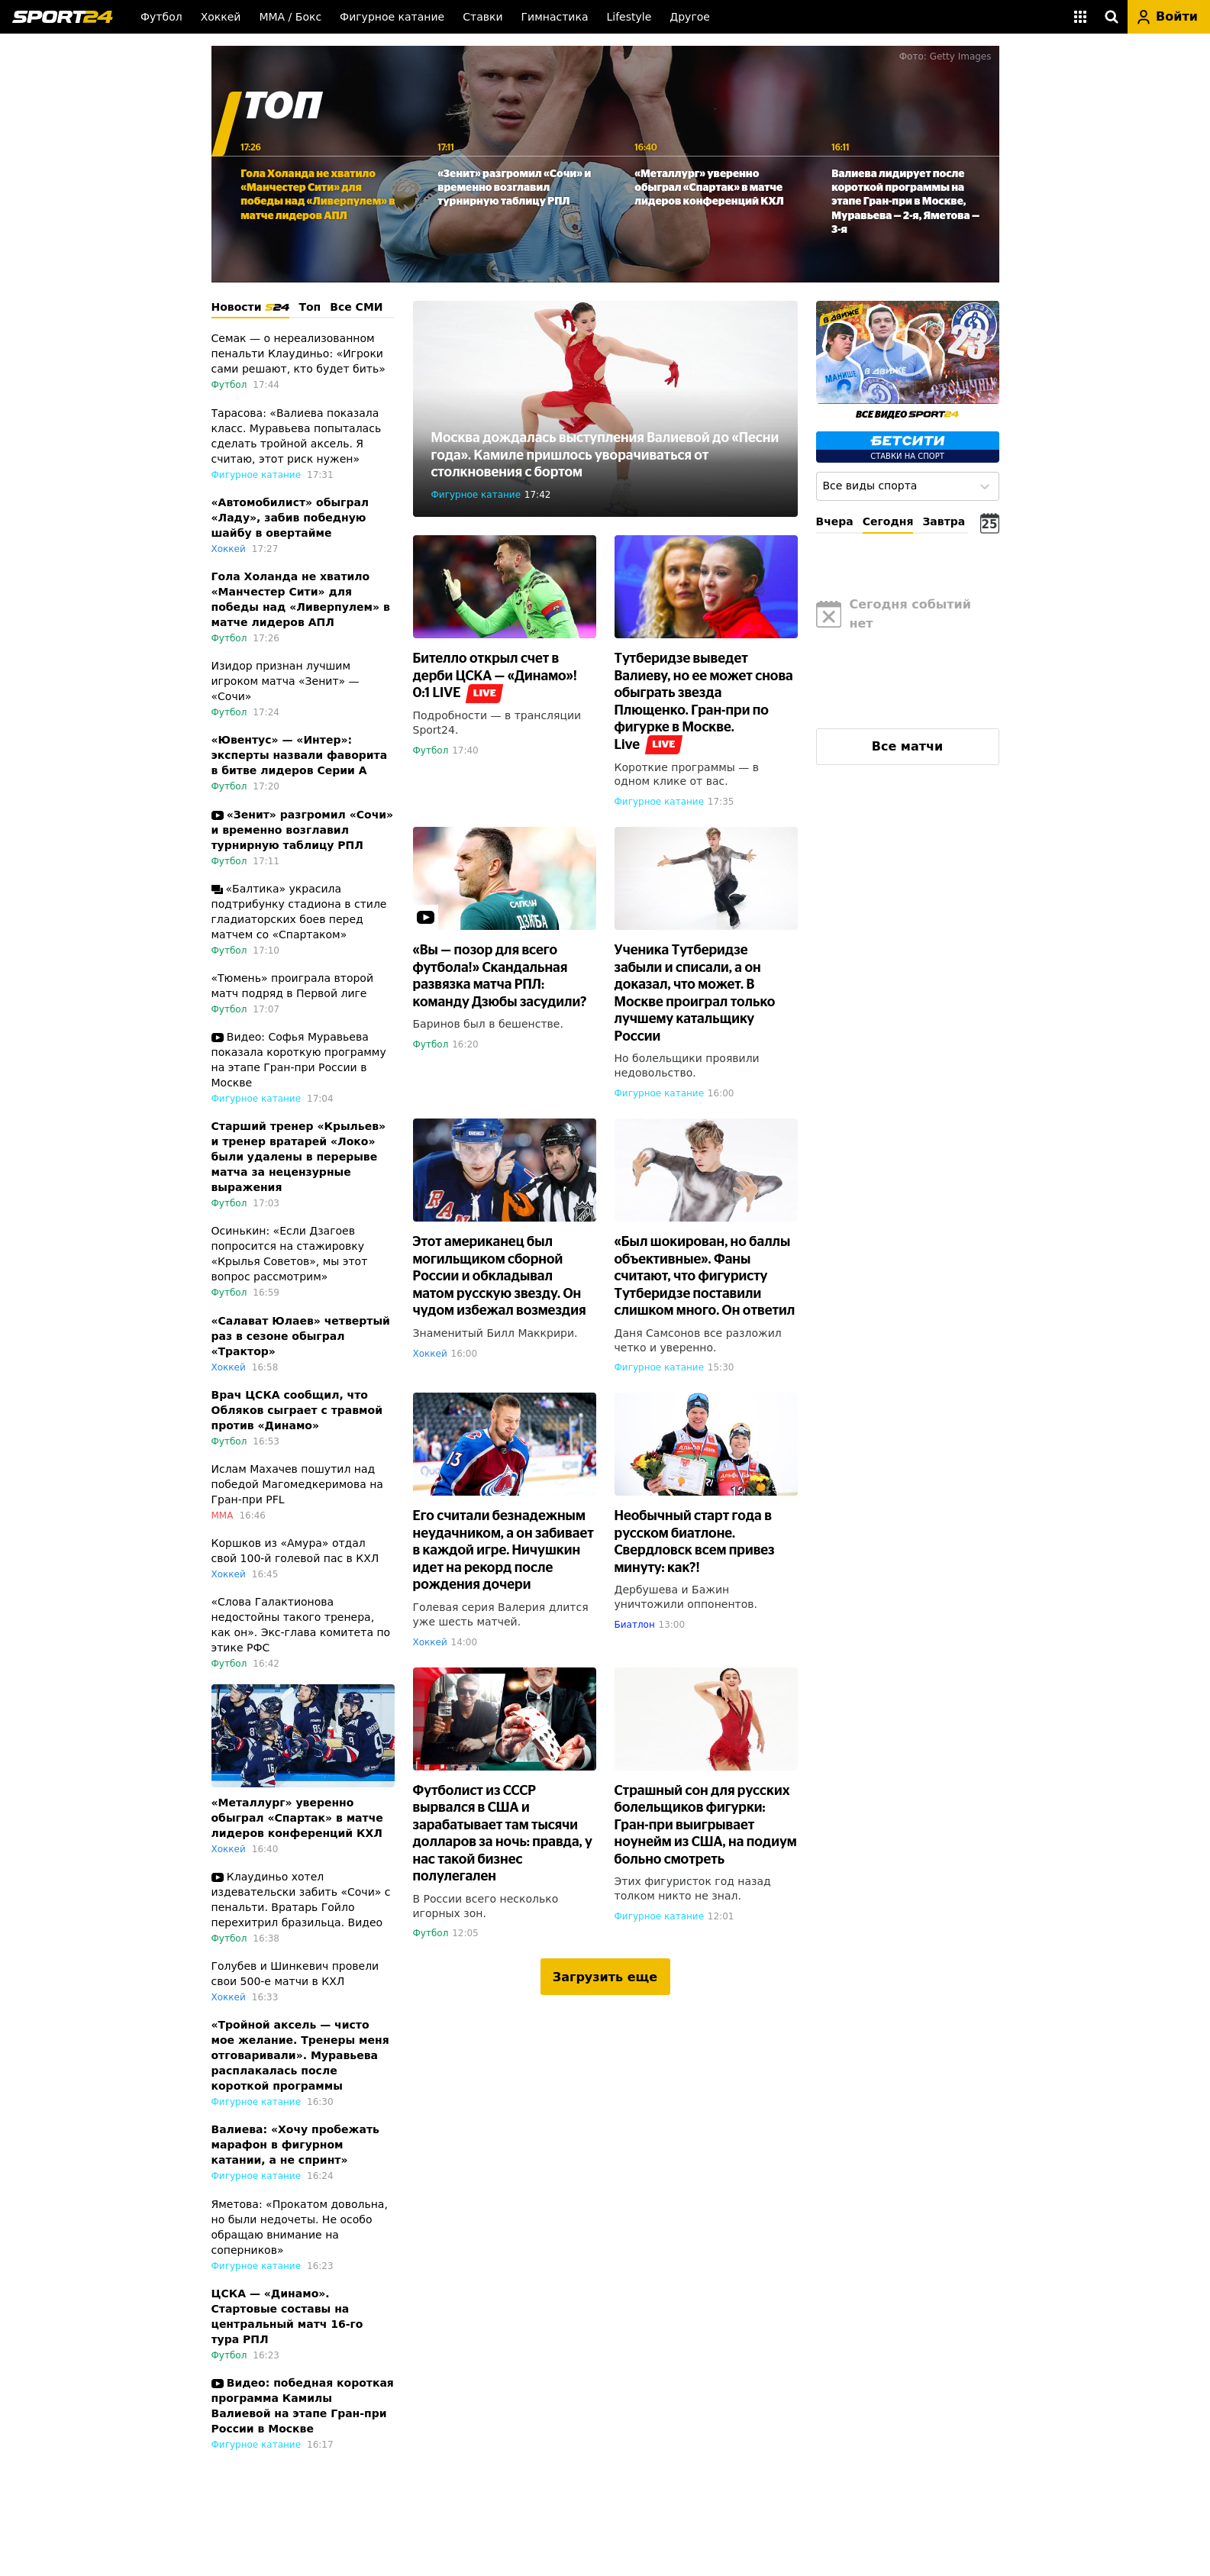 SPORT24
Футбол
Хоккей
ММА / Бокс
Фигурное катание
Ставки
Гимнастика
Lifestyle
Другое
Войти
Фото: Getty Images
ТОП
17:26
Гола Холанда не хватило
«Манчестер Сити» для
победы над «Ливерпулем» в
матче лидеров АПЛ
17:11
«Зенит» разгромил «Сочи» и
временно возглавил
турнирную таблицу РПЛ
16:40
«Металлург» уверенно
обыграл «Спартак» в матче
лидеров конференций КХЛ
16:11
Валиева лидирует после
короткой программы на
этапе Гран-при в Москве,
Муравьева – 2-я, Яметова –
3-я
Новости S24
Топ
Все СМИ
Семак — о нереализованном
пенальти Клаудиньо: «Игроки
сами решают, кто будет бить»
Футбол 17:44
Тарасова: «Валиева показала
класс. Муравьева попыталась
сделать тройной аксель. Я
считаю, этот риск нужен»
Фигурное катание 17:31
«Автомобилист» обыграл
«Ладу», забив победную
шайбу в овертайме
Хоккей 17:27
Гола Холанда не хватило
«Манчестер Сити» для
победы над «Ливерпулем» в
матче лидеров АПЛ
Футбол 17:26
Изидор признан лучшим
игроком матча «Зенит» —
«Сочи»
Футбол 17:24
«Ювентус» — «Интер»:
эксперты назвали фаворита
в битве лидеров Серии А
Футбол 17:20
«Зенит» разгромил «Сочи»
и временно возглавил
турнирную таблицу РПЛ
Футбол 17:11
«Балтика» украсила
подтрибунку стадиона в стиле
гладиаторских боев перед
матчем со «Спартаком»
Футбол 17:10
«Тюмень» проиграла второй
матч подряд в Первой лиге
Футбол 17:07
Видео: Софья Муравьева
показала короткую программу
на этапе Гран-при России в
Москве
Фигурное катание 17:04
Старший тренер «Крыльев»
и тренер вратарей «Локо»
были удалены в перерыве
матча за нецензурные
выражения
Футбол 17:03
Осинькин: «Если Дзагоев
попросится на стажировку
«Крылья Советов», мы этот
вопрос рассмотрим»
Футбол 16:59
«Салават Юлаев» четвертый
раз в сезоне обыграл
«Трактор»
Хоккей 16:58
Врач ЦСКА сообщил, что
Обляков сыграет с травмой
против «Динамо»
Футбол 16:53
Ислам Махачев пошутил над
победой Магомедкеримова на
Гран-при PFL
ММА 16:46
Коршков из «Амура» отдал
свой 100-й голевой пас в КХЛ
Хоккей 16:45
«Слова Галактионова
недостойны такого тренера,
как он». Экс-глава комитета по
этике РФС
Футбол 16:42
«Металлург» уверенно
обыграл «Спартак» в матче
лидеров конференций КХЛ
Хоккей 16:40
Клаудиньо хотел
издевательски забить «Сочи» с
пенальти. Вратарь Гойло
перехитрил бразильца. Видео
Футбол 16:38
Голубев и Шинкевич провели
свои 500-е матчи в КХЛ
Хоккей 16:33
«Тройной аксель — чисто
мое желание. Тренеры меня
отговаривали». Муравьева
расплакалась после
короткой программы
Фигурное катание 16:30
Валиева: «Хочу пробежать
марафон в фигурном
катании, а не спринт»
Фигурное катание 16:24
Яметова: «Прокатом довольна,
но были недочеты. Не особо
обращаю внимание на
соперников»
Фигурное катание 16:23
ЦСКА — «Динамо».
Стартовые составы на
центральный матч 16-го
тура РПЛ
Футбол 16:23
Видео: победная короткая
программа Камилы
Валиевой на этапе Гран-при
России в Москве
Фигурное катание 16:17
Москва дождалась выступления Валиевой до «Песни
года». Камиле пришлось уворачиваться от
столкновения с бортом
Фигурное катание 17:42
Бителло открыл счет в
дерби ЦСКА — «Динамо»!
0:1 LIVE LIVE
Подробности — в трансляции
Sport24.
Футбол 17:40
Тутберидзе выведет
Валиеву, но ее может снова
обыграть звезда
Плющенко. Гран-при по
фигурке в Москве.
Live LIVE
Короткие программы — в
одном клике от вас.
Фигурное катание 17:35
САПСАН
ДЗЮБА
«Вы – позор для всего
футбола!» Скандальная
развязка матча РПЛ:
команду Дзюбы засудили?
Баринов был в бешенстве.
Футбол 16:20
Ученика Тутберидзе
забыли и списали, а он
доказал, что может. В
Москве проиграл только
лучшему катальщику
России
Но болельщики проявили
недовольство.
Фигурное катание 16:00
Этот американец был
могильщиком сборной
России и обкладывал
матом русскую звезду. Он
чудом избежал возмездия
Знаменитый Билл Маккрири.
Хоккей 16:00
«Был шокирован, но баллы
объективные». Фаны
считают, что фигуристу
Тутберидзе поставили
слишком много. Он ответил
Даня Самсонов все разложил
четко и уверенно.
Фигурное катание 15:30
13
Его считали безнадежным
неудачником, а он забивает
в каждой игре. Ничушкин
идет на рекорд после
рождения дочери
Голевая серия Валерия длится
уже шесть матчей.
Хоккей 14:00
Необычный старт года в
русском биатлоне.
Свердловск всем привез
минуту: как?!
Дербушева и Бажин
уничтожили оппонентов.
Биатлон 13:00
Футболист из СССР
вырвался в США и
зарабатывает там тысячи
долларов за ночь: правда, у
нас такой бизнес
полулегален
В России всего несколько
игорных зон.
Футбол 12:05
Страшный сон для русских
болельщиков фигурки:
Гран-при выигрывает
ноунейм из США, на подиум
больно смотреть
Этих фигуристок год назад
толком никто не знал.
Фигурное катание 12:01
Загрузить еще
В ДВИЖЕ
23
МАНИШЕ
В ДВИЖЕ
ВСЕ ВИДЕО SPORT24
БЕТСИТИ
СТАВКИ НА СПОРТ
Все виды спорта
Вчера
Сегодня
Завтра
25
Сегодня событий
нет
Все матчи